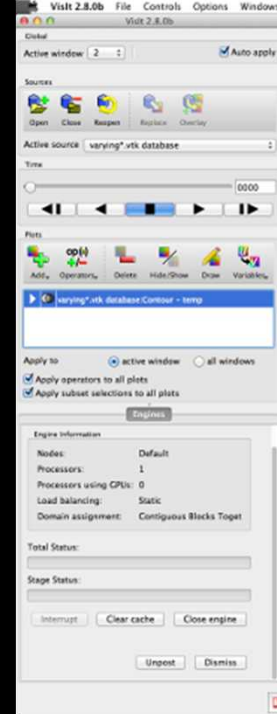 VisIt 2.8.0b File Controls Options Windows
VisIt 2.8.0b
Global
Active window 2 Auto apply
Sources
Open Close Reopen Replace Overlay
Active source varying*.vtk database
Time
0000
Plots
op(f)
Add Operators Delete Hide/Show Draw Variables
varying*.vtk database:Contour - temp
Apply to active window all windows
Apply operators to all plots
Apply subset selections to all plots
Engines
Engine Information
Nodes: Default
Processors: 1
Processors using GPUs: 0
Load balancing: Static
Domain assignment: Contiguous Blocks Toget
Total Status:
Stage Status:
Interrupt Clear cache Close engine
Unpost Dismiss